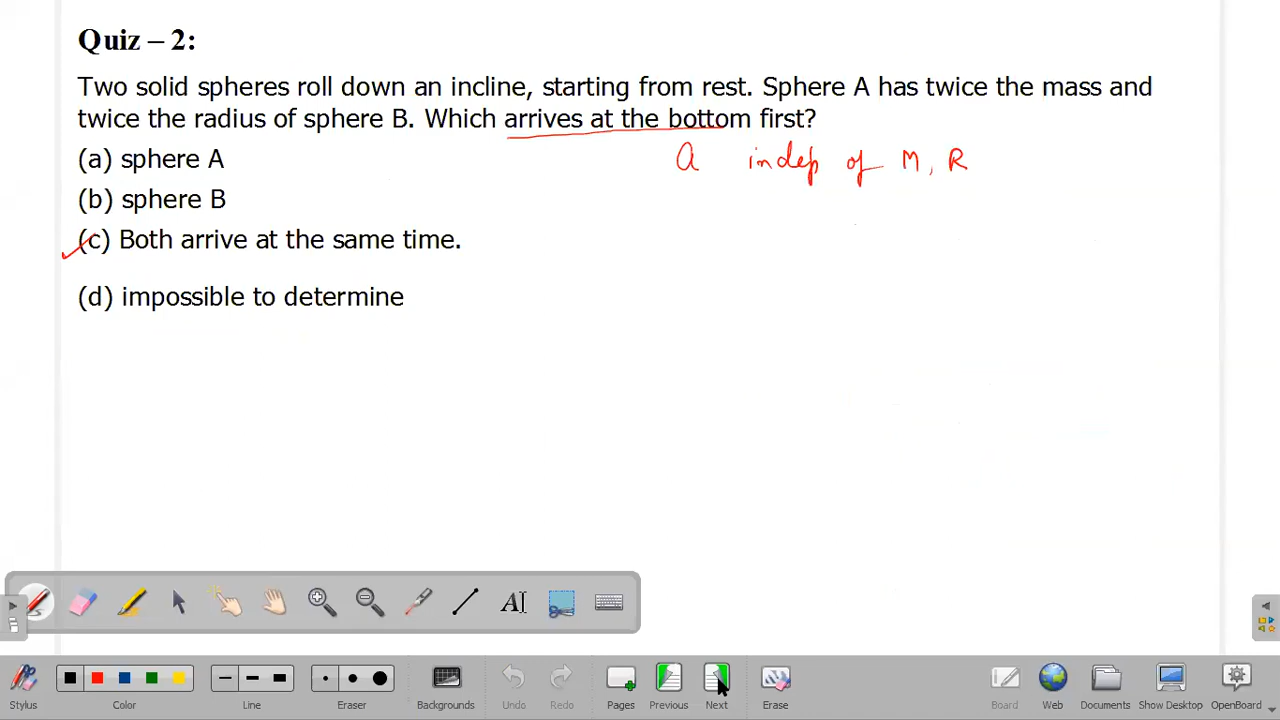 Quiz – 2:
Two solid spheres roll down an incline, starting from rest. Sphere A has twice the mass and
twice the radius of sphere B. Which arrives at the bottom first?
(a) sphere A
a indep of M, R
(b) sphere B
(c) Both arrive at the same time.
(d) impossible to determine
AI
Stylus
Color
Line
Eraser
Backgrounds
Undo
Redo
Pages
Previous
Next
Erase
Board
Web
Documents
Show Desktop
OpenBoard